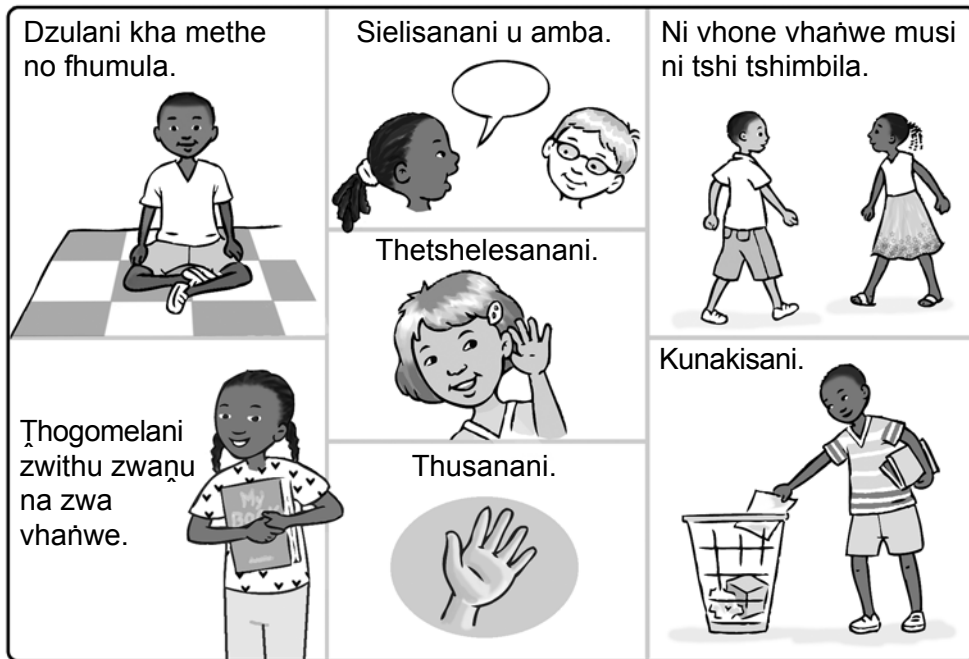 Dzulani kha methe
no fhumula.
Sielisanani u amba.
Ni vhone vhaṅwe musi
ni tshi tshimbila.
Thetshelesanani.
Ṱhogomelani
zwithu zwaṋu
na zwa
vhaṅwe.
My
Thusanani.
Kunakisani.